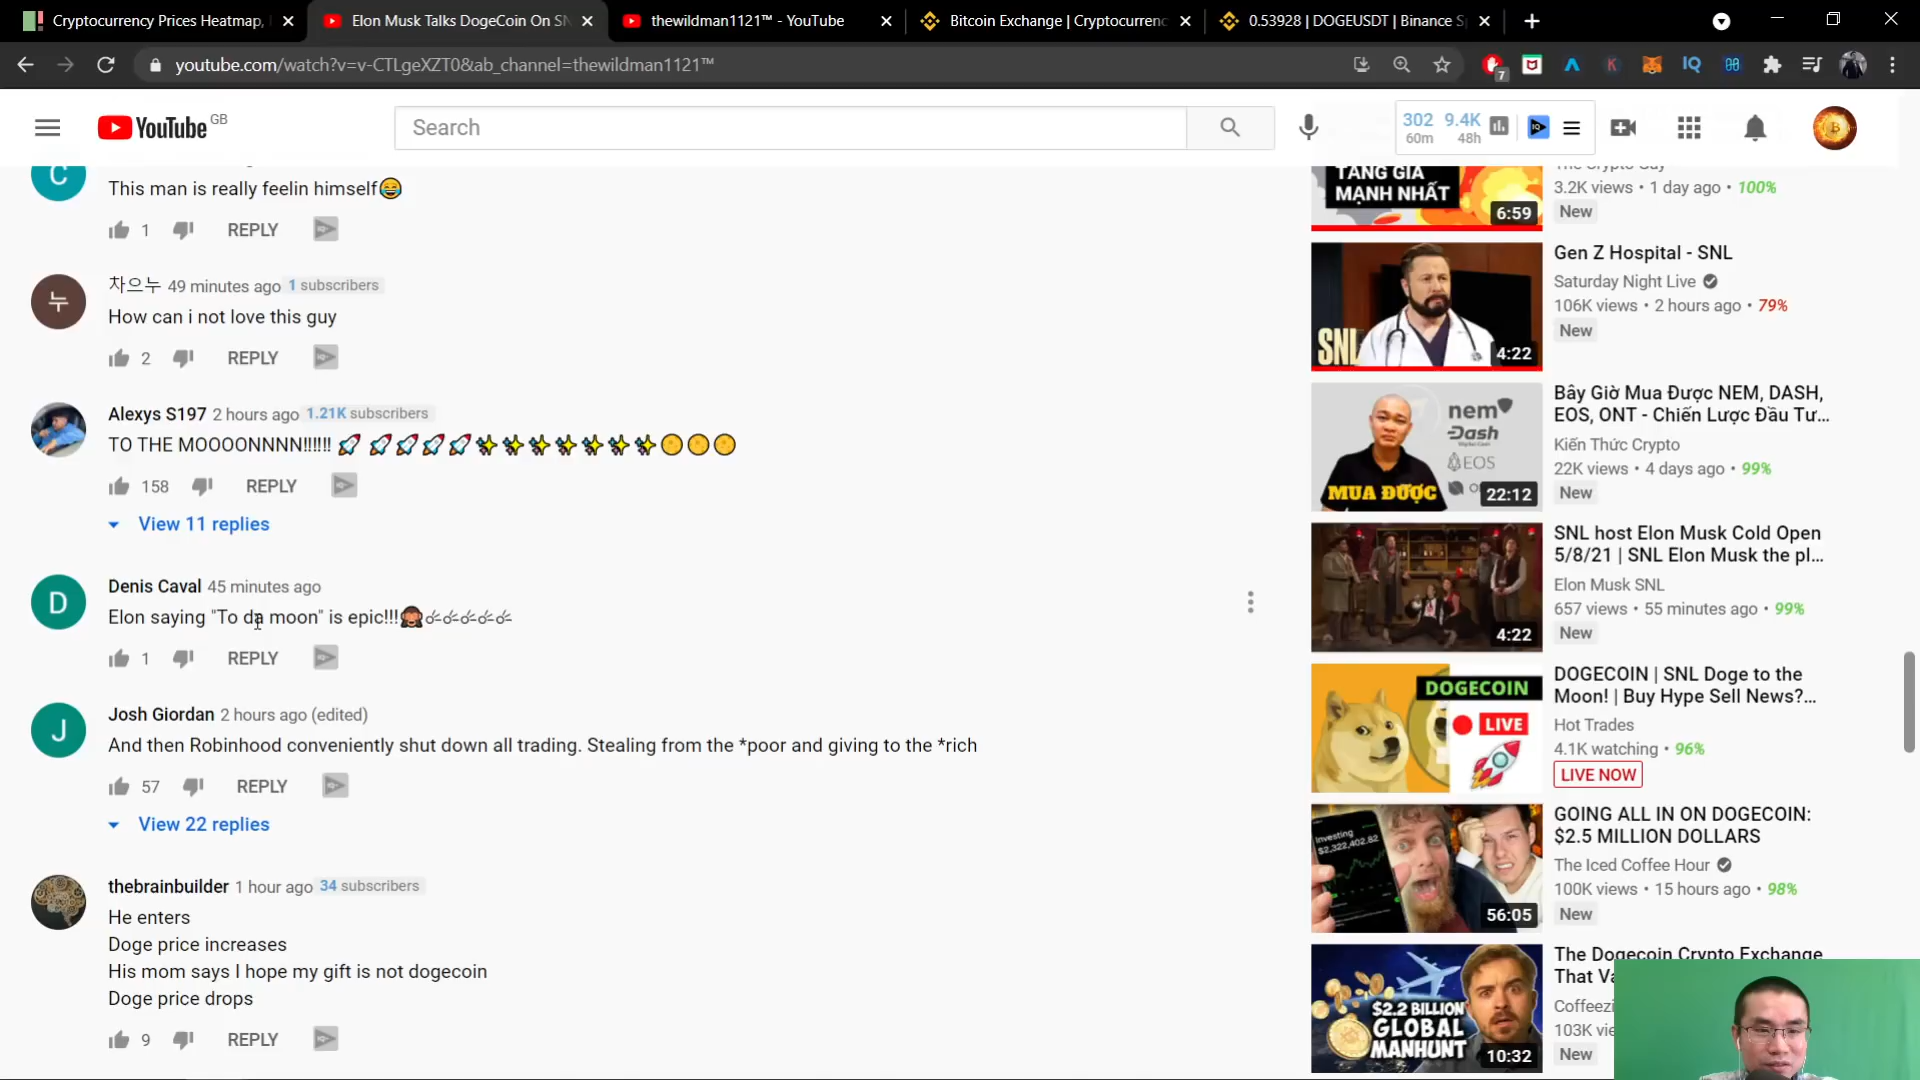 Cryptocurrency Prices Heatmap,
Elon Musk Talks DogeCoin On SN
thewildman1121™ - YouTube
Bitcoin Exchange | Cryptocurrenc
0.53928 | DOGEUSDT | Binance S
youtube.com/watch?v=v-CTLgeXZT0&ab_channel=thewildman1121™
7
YouTube GB
Search
302 9.4K
60m 48h
C
This man is really feelin himself😂
1 REPLY
누
차으누 49 minutes ago 1 subscribers
How can i not love this guy
2 REPLY
Alexys S197 2 hours ago 1.21K subscribers
TO THE MOOOONNNN!!!!!! 🚀 🚀🚀🚀🚀✨✨✨✨✨✨✨🌕🌕🌕
158 REPLY
View 11 replies
D
Denis Caval 45 minutes ago
Elon saying "To da moon" is epic!!!
1 REPLY
J
Josh Giordan 2 hours ago (edited)
And then Robinhood conveniently shut down all trading. Stealing from the *poor and giving to the *rich
57 REPLY
View 22 replies
thebrainbuilder 1 hour ago 34 subscribers
He enters
Doge price increases
His mom says I hope my gift is not dogecoin
Doge price drops
9 REPLY
TĂNG GIÁ
MẠNH NHẤT
6:59
The Crypto Guy
3.2K views • 1 day ago • 100%
New
SNL
4:22
Gen Z Hospital - SNL
Saturday Night Live
106K views • 2 hours ago • 79%
New
nem
Dash
EOS
MUA ĐƯỢC
22:12
Bây Giờ Mua Được NEM, DASH,
EOS, ONT - Chiến Lược Đầu Tư...
Kiến Thức Crypto
22K views • 4 days ago • 99%
New
4:22
SNL host Elon Musk Cold Open
5/8/21 | SNL Elon Musk the pl...
Elon Musk SNL
657 views • 55 minutes ago • 99%
New
DOGECOIN
LIVE
DOGECOIN | SNL Doge to the
Moon! | Buy Hype Sell News?...
Hot Trades
4.1K watching • 96%
LIVE NOW
Investing
$2,322,402.82
56:05
GOING ALL IN ON DOGECOIN:
$2.5 MILLION DOLLARS
The Iced Coffee Hour
100K views • 15 hours ago • 98%
New
$2.2 BILLION
GLOBAL
MANHUNT
10:32
The Dogecoin Crypto Exchange
That Va
Coffeezi
103K vie
New